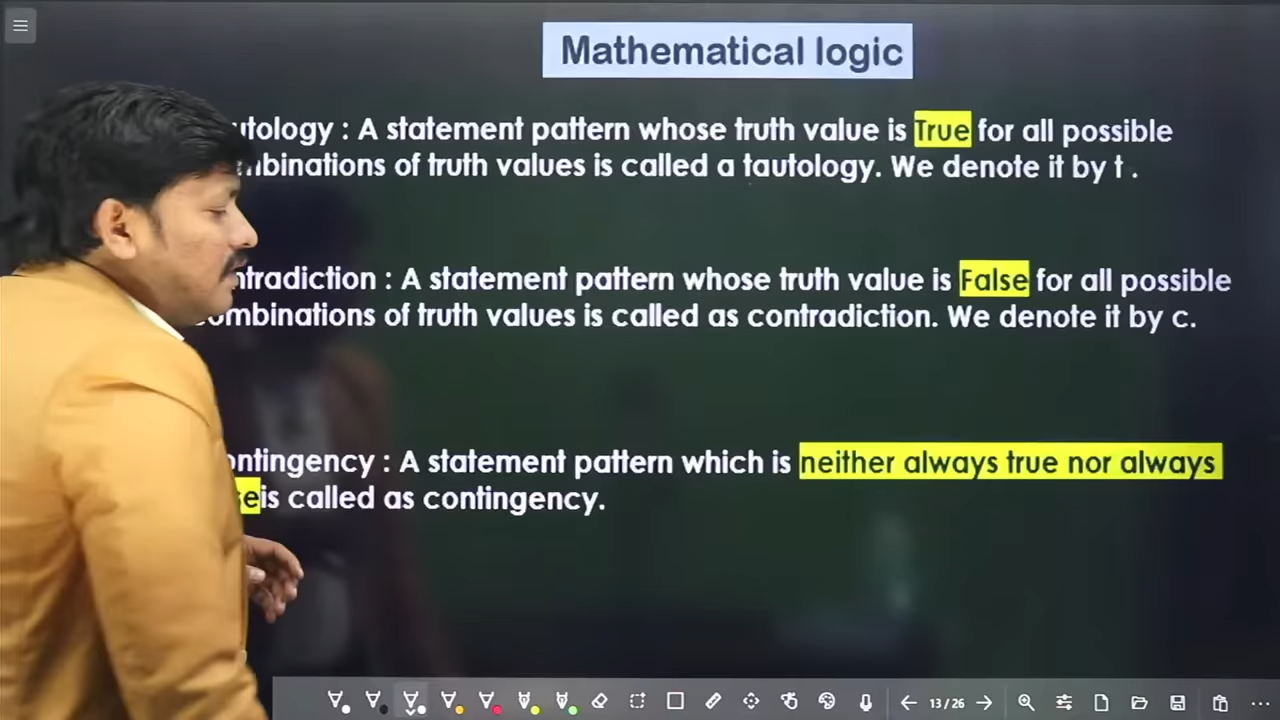 Mathematical logic
utology : A statement pattern whose truth value is True for all possible
mbinations of truth values is called a tautology. We denote it by t .
ntradiction : A statement pattern whose truth value is False for all possible
ombinations of truth values is called as contradiction. We denote it by c.
ontingency : A statement pattern which is neither always true nor always
se is called as contingency.
13 / 26